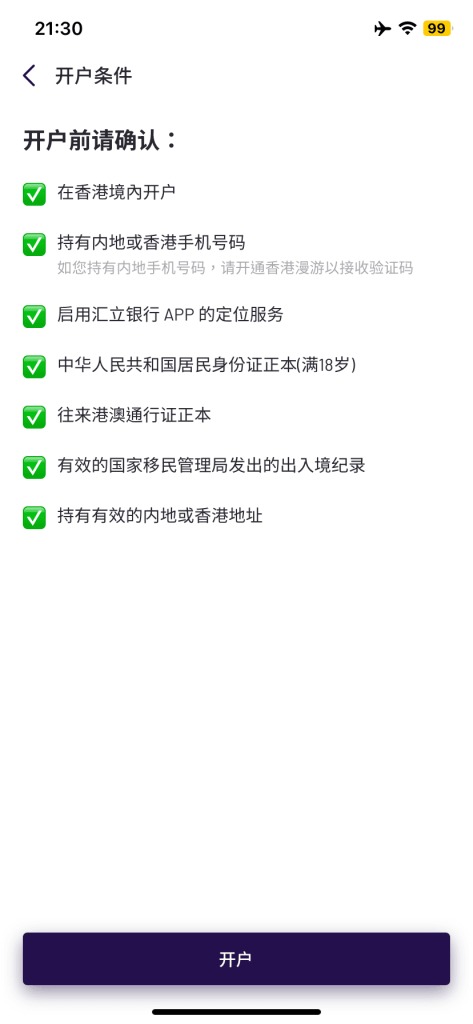 21:30
99
开户条件
开户前请确认：
在香港境内开户
持有内地或香港手机号码
如您持有内地手机号码，请开通香港漫游以接收验证码
启用汇立银行 APP 的定位服务
中华人民共和国居民身份证正本(满18岁)
往来港澳通行证正本
有效的国家移民管理局发出的出入境纪录
持有有效的内地或香港地址
开户